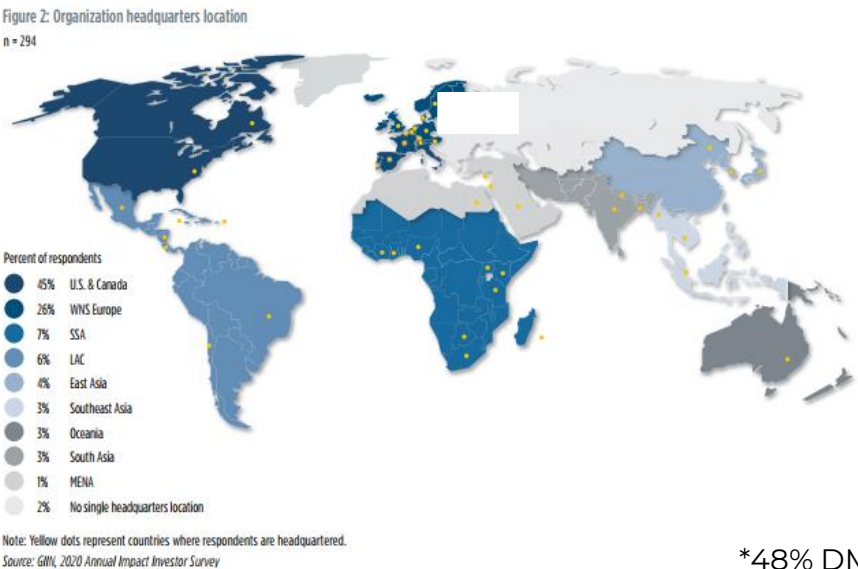 Figure 2: Organization headquarters location
n = 294
Percent of respondents
45% U.S. & Canada
26% WNS Europe
7% SSA
6% LAC
4% East Asia
3% Southeast Asia
3% Oceania
3% South Asia
1% MENA
2% No single headquarters location
Note: Yellow dots represent countries where respondents are headquartered.
Source: GIIN, 2020 Annual Impact Investor Survey
*48% DM